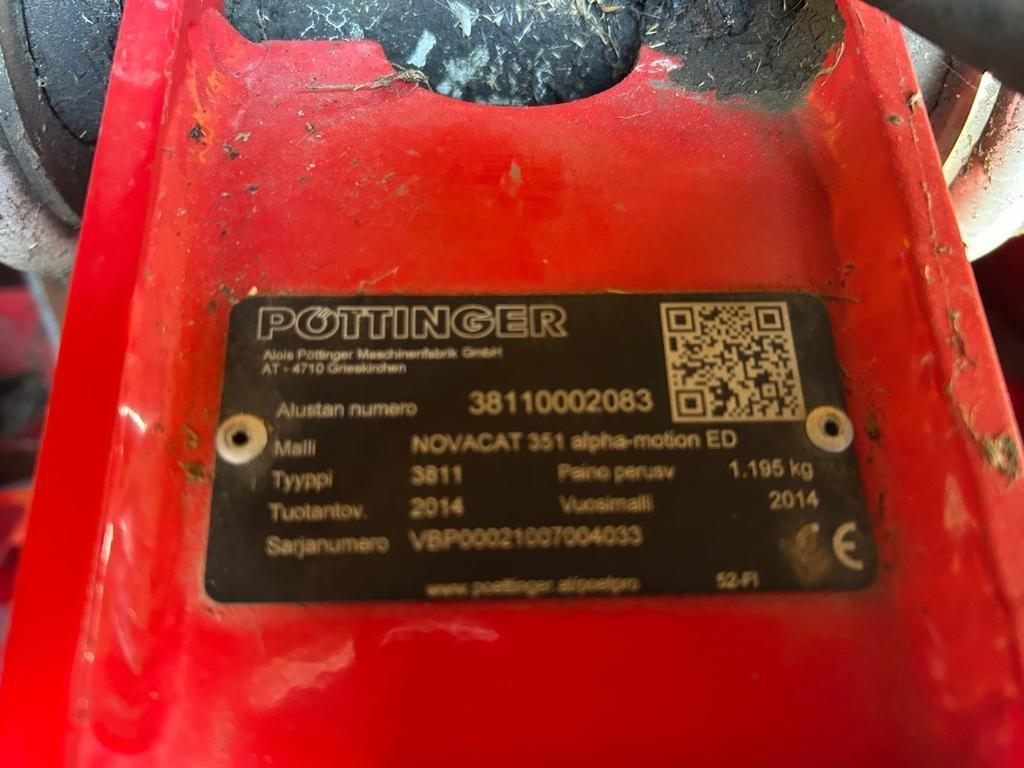 PÖTTINGER
Alois Pöttinger Maschinenfabrik GmbH
AT - 4710 Grieskirchen
Alustan numero 38110002083
Malli NOVACAT 351 alpha-motion ED
Tyyppi 3811 Paino perusv 1.195 kg
Tuotantov. 2014 Vuosimalli 2014
Sarjanumero VBP00021007004033
CE
www.poettinger.at/poetpro 52-FI